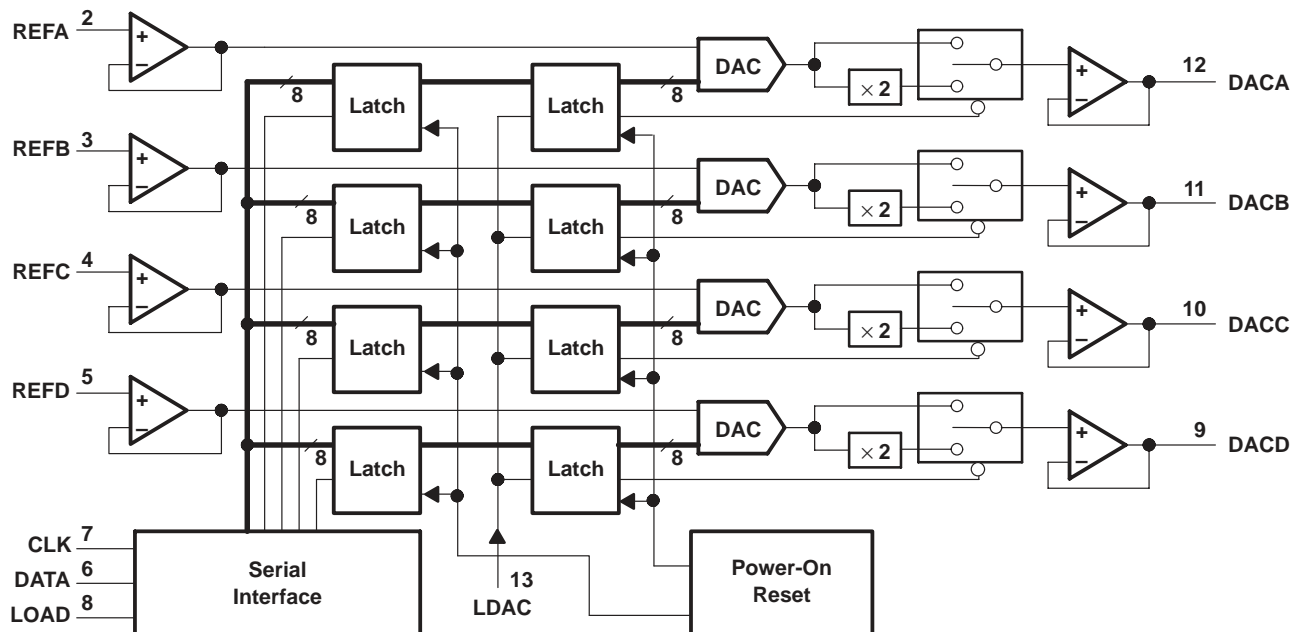 REFA 2
+
−
8
Latch
Latch
8
DAC
× 2
+
−
12
DACA
REFB 3
+
−
8
Latch
Latch
8
DAC
× 2
+
−
11
DACB
REFC 4
+
−
8
Latch
Latch
8
DAC
× 2
+
−
10
DACC
REFD 5
+
−
8
Latch
Latch
8
DAC
× 2
+
−
9
DACD
CLK 7
DATA 6
LOAD 8
Serial
Interface
13
LDAC
Power-On
Reset